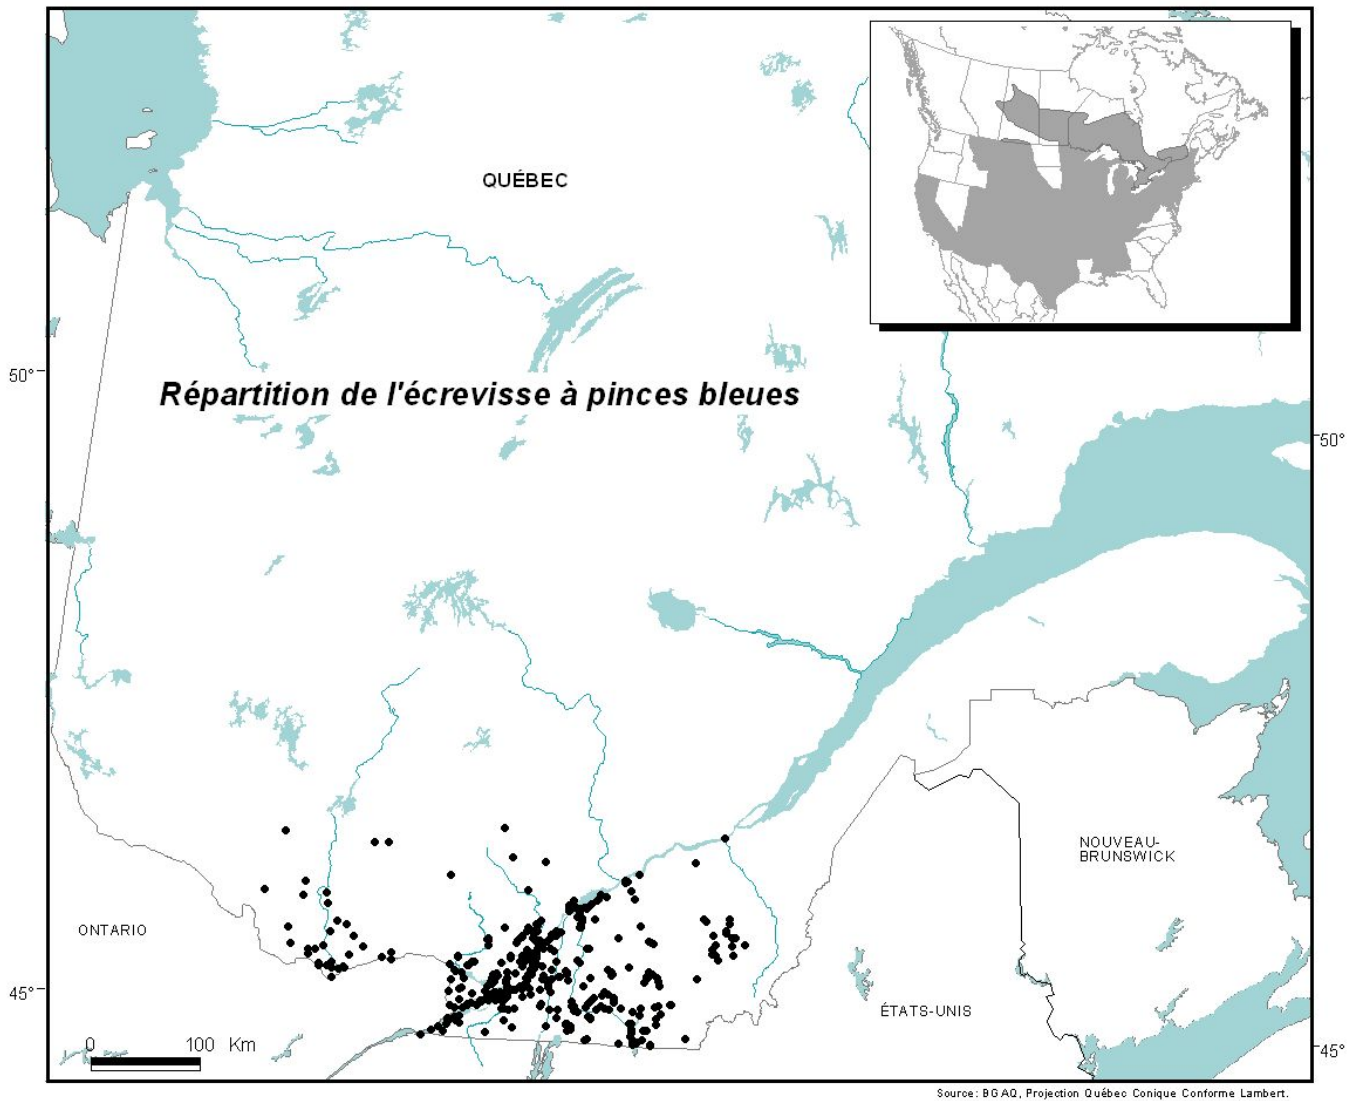 QUÉBEC
50°
Répartition de l'écrevisse à pinces bleues
50°
NOUVEAU-
BRUNSWICK
ONTARIO
45°
ÉTATS-UNIS
0 100 Km
45°
Source: BGAQ, Projection Québec Conique Conforme Lambert.